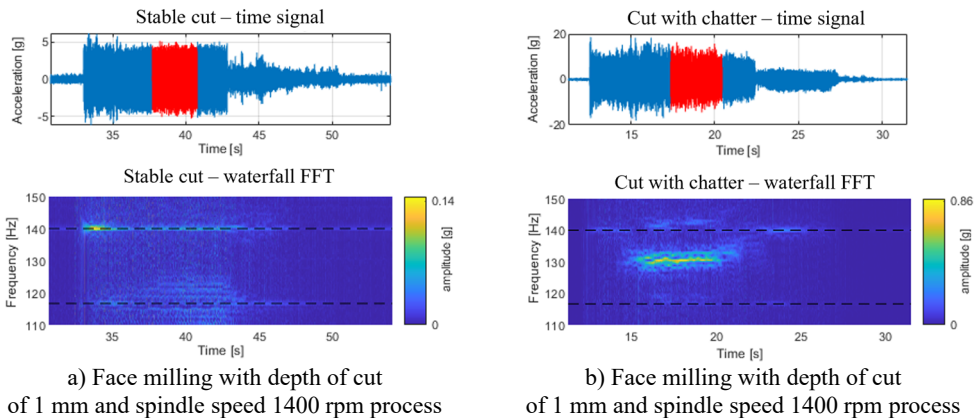 Stable cut – time signal
Acceleration [g]
5
0
-5
35 40 45 50
Time [s]
Cut with chatter – time signal
Acceleration [g]
20
0
-20
15 20 25 30
Time [s]
Stable cut – waterfall FFT
Frequency [Hz]
150
140
130
120
110
35 40 45 50
Time [s]
0.14
amplitude [g]
0
Cut with chatter – waterfall FFT
Frequency [Hz]
150
140
130
120
110
15 20 25 30
Time [s]
0.86
amplitude [g]
0
a) Face milling with depth of cut
of 1 mm and spindle speed 1400 rpm process
b) Face milling with depth of cut
of 1 mm and spindle speed 1400 rpm process